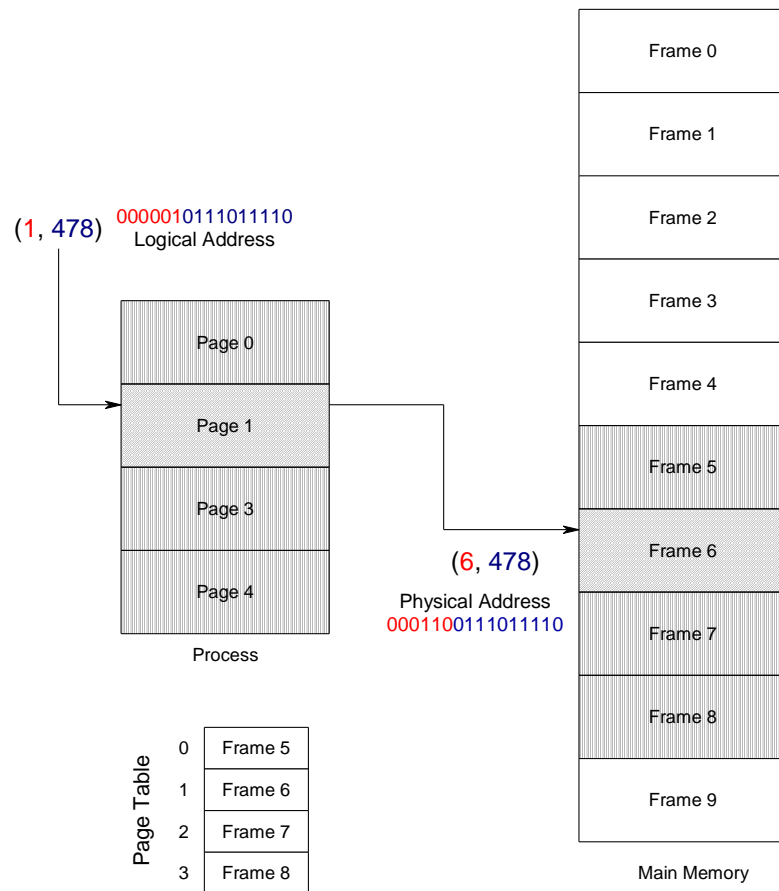 Frame 0
Frame 1
Frame 2
Frame 3
Frame 4
Frame 5
Frame 6
Frame 7
Frame 8
Frame 9
Main Memory
(1, 478)
0000010111011110
Logical Address
Page 0
Page 1
Page 3
Page 4
Process
(6, 478)
Physical Address
0001100111011110
Page Table
0 Frame 5
1 Frame 6
2 Frame 7
3 Frame 8